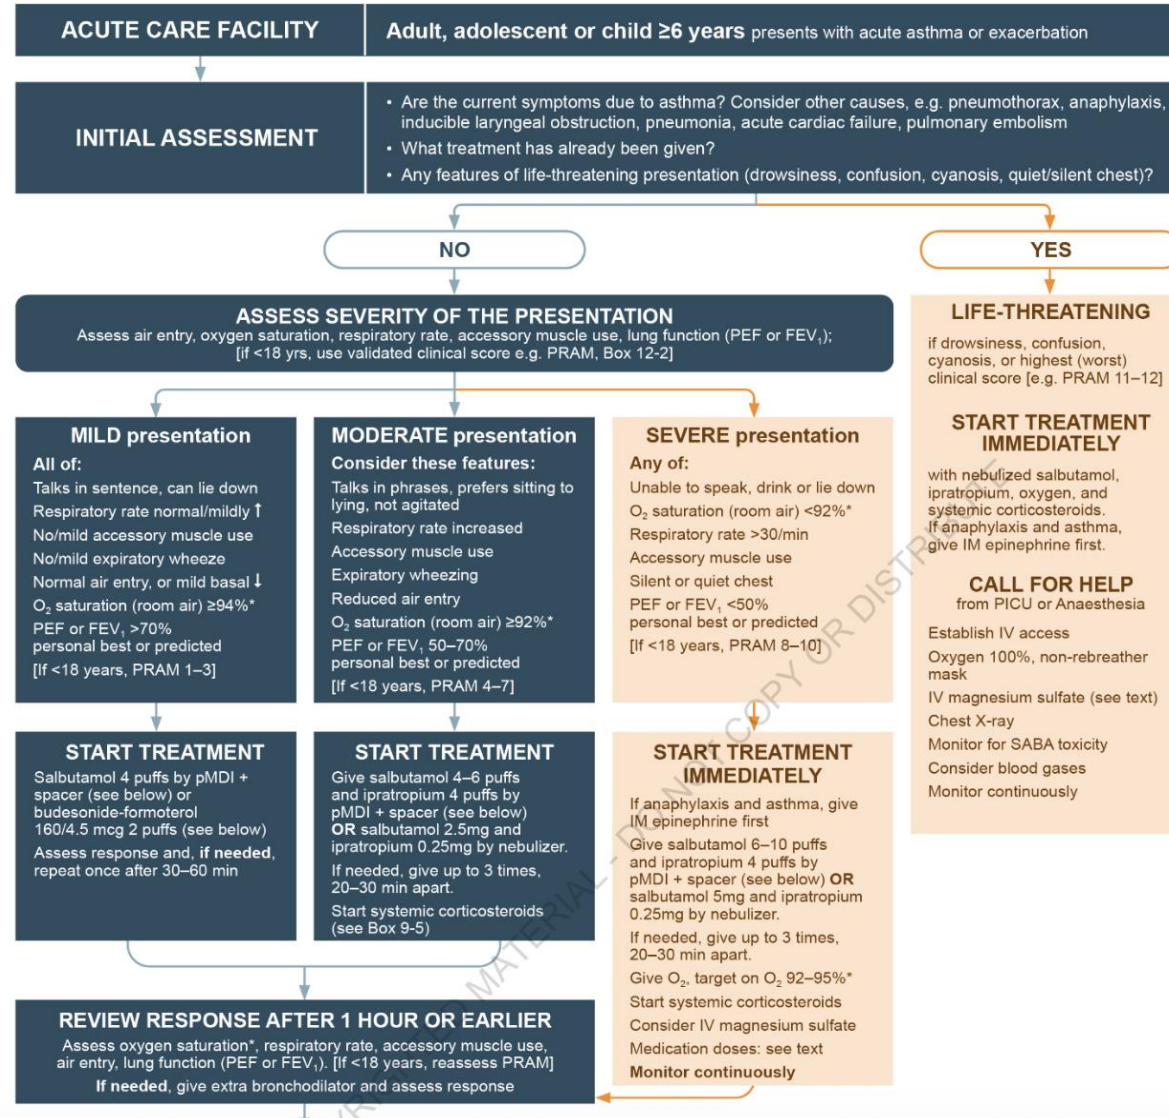 ACUTE CARE FACILITY
Adult, adolescent or child ≥6 years presents with acute asthma or exacerbation
INITIAL ASSESSMENT
• Are the current symptoms due to asthma? Consider other causes, e.g. pneumothorax, anaphylaxis,
inducible laryngeal obstruction, pneumonia, acute cardiac failure, pulmonary embolism
• What treatment has already been given?
• Any features of life-threatening presentation (drowsiness, confusion, cyanosis, quiet/silent chest)?
NO
YES
ASSESS SEVERITY OF THE PRESENTATION
Assess air entry, oxygen saturation, respiratory rate, accessory muscle use, lung function (PEF or FEV₁);
[if <18 yrs, use validated clinical score e.g. PRAM, Box 12-2]
MILD presentation
All of:
Talks in sentence, can lie down
Respiratory rate normal/mildly ↑
No/mild accessory muscle use
No/mild expiratory wheeze
Normal air entry, or mild basal ↓
O₂ saturation (room air) ≥94%*
PEF or FEV₁ >70%
personal best or predicted
[If <18 years, PRAM 1–3]
MODERATE presentation
Consider these features:
Talks in phrases, prefers sitting to
lying, not agitated
Respiratory rate increased
Accessory muscle use
Expiratory wheezing
Reduced air entry
O₂ saturation (room air) ≥92%*
PEF or FEV₁ 50–70%
personal best or predicted
[If <18 years, PRAM 4–7]
SEVERE presentation
Any of:
Unable to speak, drink or lie down
O₂ saturation (room air) <92%*
Respiratory rate >30/min
Accessory muscle use
Silent or quiet chest
PEF or FEV₁ <50%
personal best or predicted
[If <18 years, PRAM 8–10]
LIFE-THREATENING
if drowsiness, confusion,
cyanosis, or highest (worst)
clinical score [e.g. PRAM 11–12]
START TREATMENT
IMMEDIATELY
with nebulized salbutamol,
ipratropium, oxygen, and
systemic corticosteroids.
If anaphylaxis and asthma,
give IM epinephrine first.
CALL FOR HELP
from PICU or Anaesthesia
Establish IV access
Oxygen 100%, non-rebreather
mask
IV magnesium sulfate (see text)
Chest X-ray
Monitor for SABA toxicity
Consider blood gases
Monitor continuously
START TREATMENT
Salbutamol 4 puffs by pMDI +
spacer (see below) or
budesonide-formoterol
160/4.5 mcg 2 puffs (see below)
Assess response and, if needed,
repeat once after 30–60 min
START TREATMENT
Give salbutamol 4–6 puffs
and ipratropium 4 puffs by
pMDI + spacer (see below)
OR salbutamol 2.5mg and
ipratropium 0.25mg by nebulizer.
If needed, give up to 3 times,
20–30 min apart.
Start systemic corticosteroids
(see Box 9-5)
START TREATMENT
IMMEDIATELY
If anaphylaxis and asthma, give
IM epinephrine first
Give salbutamol 6–10 puffs
and ipratropium 4 puffs by
pMDI + spacer (see below) OR
salbutamol 5mg and ipratropium
0.25mg by nebulizer.
If needed, give up to 3 times,
20–30 min apart.
Give O₂, target on O₂ 92–95%*
Start systemic corticosteroids
Consider IV magnesium sulfate
Medication doses: see text
Monitor continuously
REVIEW RESPONSE AFTER 1 HOUR OR EARLIER
Assess oxygen saturation*, respiratory rate, accessory muscle use,
air entry, lung function (PEF or FEV₁). [If <18 years, reassess PRAM]
If needed, give extra bronchodilator and assess response
MATERIAL - DO NOT COPY OR DISTRIBUTE